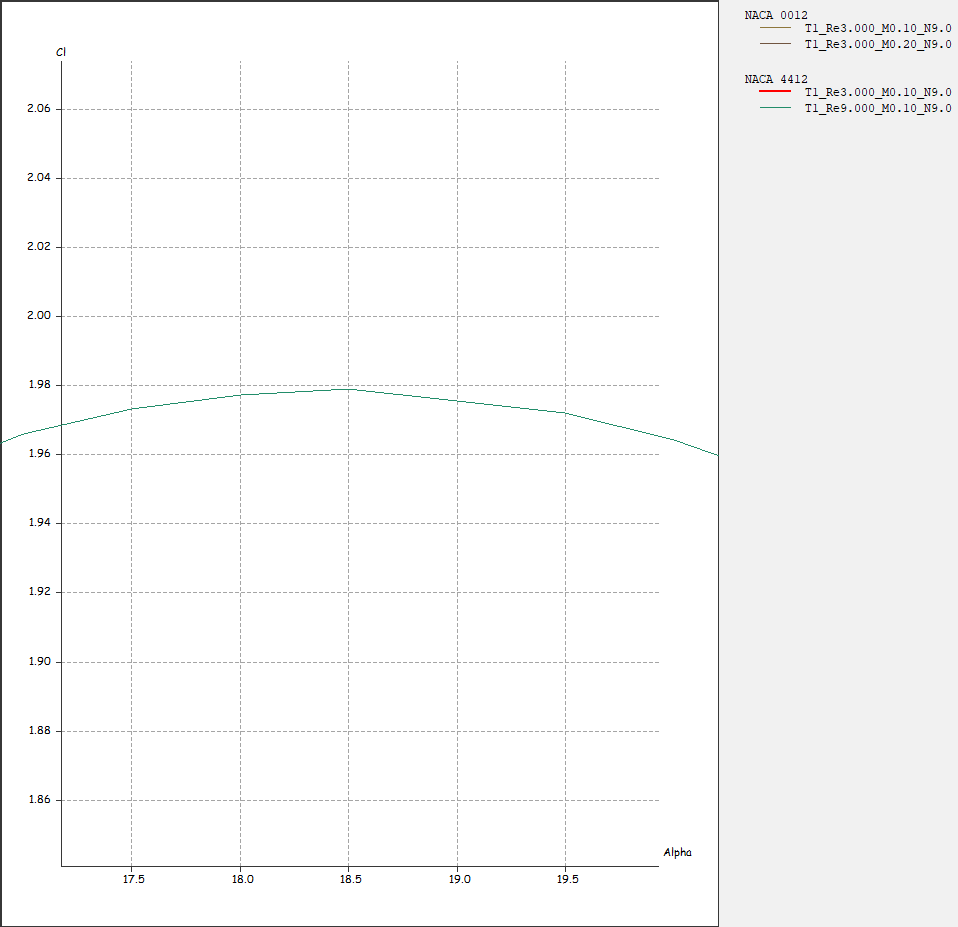 Cl
2.06
2.04
2.02
2.00
1.98
1.96
1.94
1.92
1.90
1.88
1.86
Alpha
17.5 18.0 18.5 19.0 19.5
NACA 0012
T1_Re3.000_M0.10_N9.0
T1_Re3.000_M0.20_N9.0
NACA 4412
T1_Re3.000_M0.10_N9.0
T1_Re9.000_M0.10_N9.0